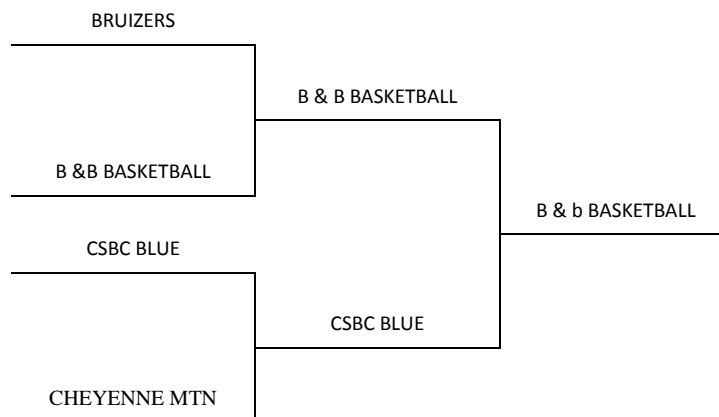 BRUIZERS
B & B BASKETBALL
B &B BASKETBALL
B & b BASKETBALL
CSBC BLUE
CSBC BLUE
CHEYENNE MTN